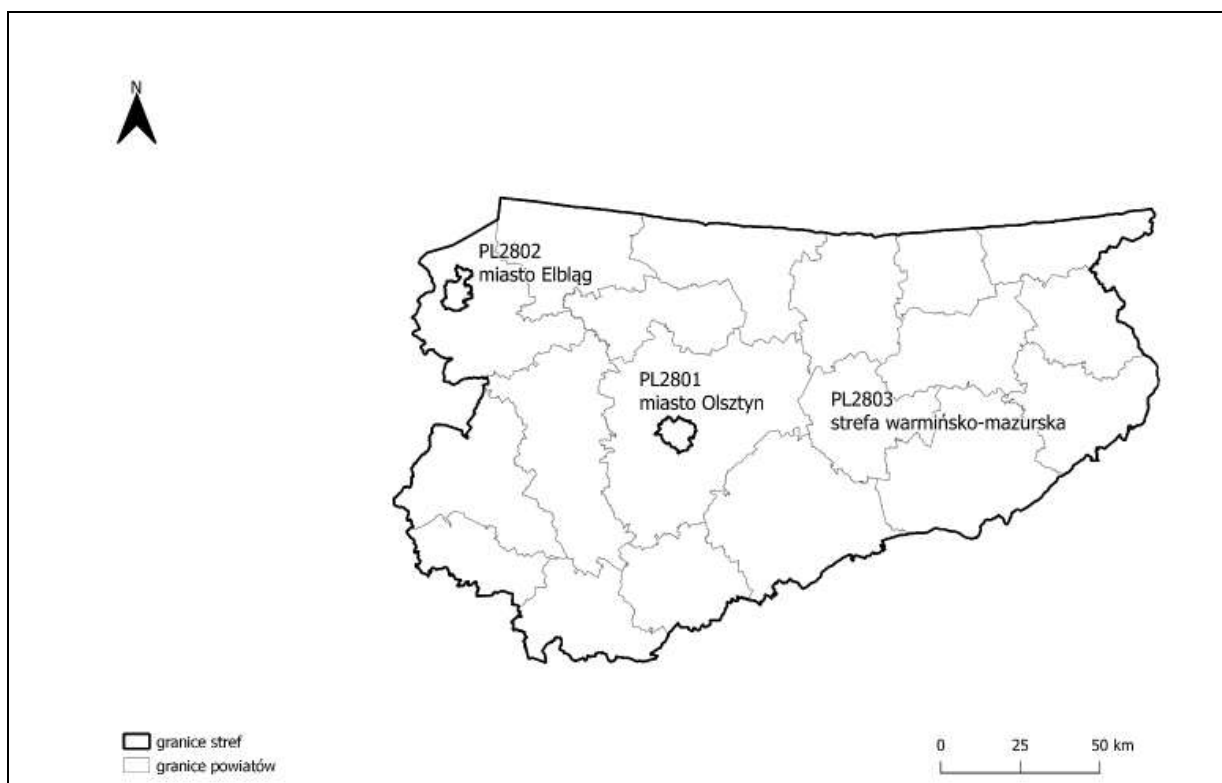 N
PL2802
miasto Elbląg
PL2801
miasto Olsztyn
PL2803
strefa warmińsko-mazurska
granice stref
granice powiatów
0 25 50 km